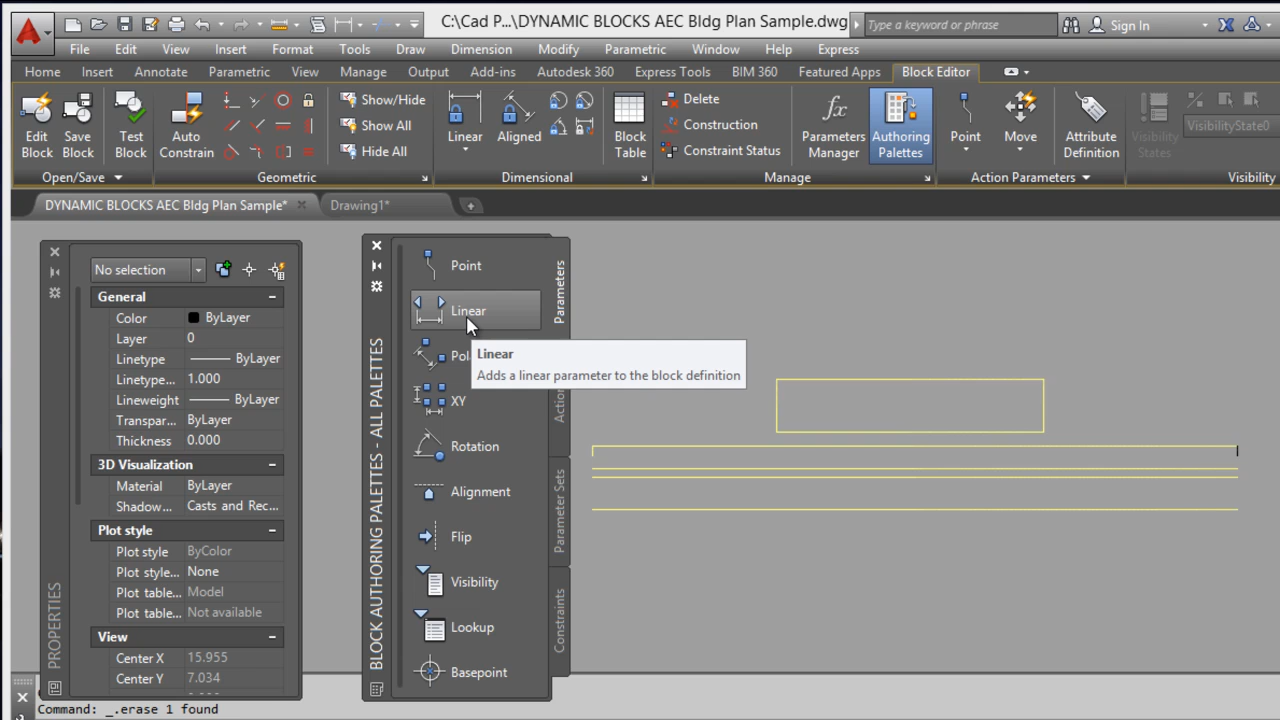 C:\Cad P...\DYNAMIC BLOCKS AEC Bldg Plan Sample.dwg
Type a keyword or phrase
Sign In
File Edit View Insert Format Tools Draw Dimension Modify Parametric Window Help Express
Home Insert Annotate Parametric View Manage Output Add-ins Autodesk 360 Express Tools BIM 360 Featured Apps Block Editor
Edit Block
Save Block
Test Block
Auto Constrain
Show/Hide
Show All
Hide All
Linear
Aligned
Block Table
Delete
Construction
Constraint Status
Parameters Manager
Authoring Palettes
Point
Move
Attribute Definition
Visibility States
VisibilityState0
Open/Save Geometric Dimensional Manage Action Parameters Visibility
DYNAMIC BLOCKS AEC Bldg Plan Sample*
Drawing1*
No selection
General
Color ByLayer
Layer 0
Linetype ByLayer
Linetype... 1.000
Lineweight ByLayer
Transpar... ByLayer
Thickness 0.000
3D Visualization
Material ByLayer
Shadow... Casts and Rec...
Plot style
Plot style ByColor
Plot style... None
Plot table... Model
Plot table... Not available
View
Center X 15.955
Center Y 7.034
PROPERTIES
BLOCK AUTHORING PALETTES - ALL PALETTES
Point
Linear
XY
Rotation
Alignment
Flip
Visibility
Lookup
Basepoint
Parameters
Parameter Sets
Constraints
Linear
Adds a linear parameter to the block definition
Command: _.erase 1 found